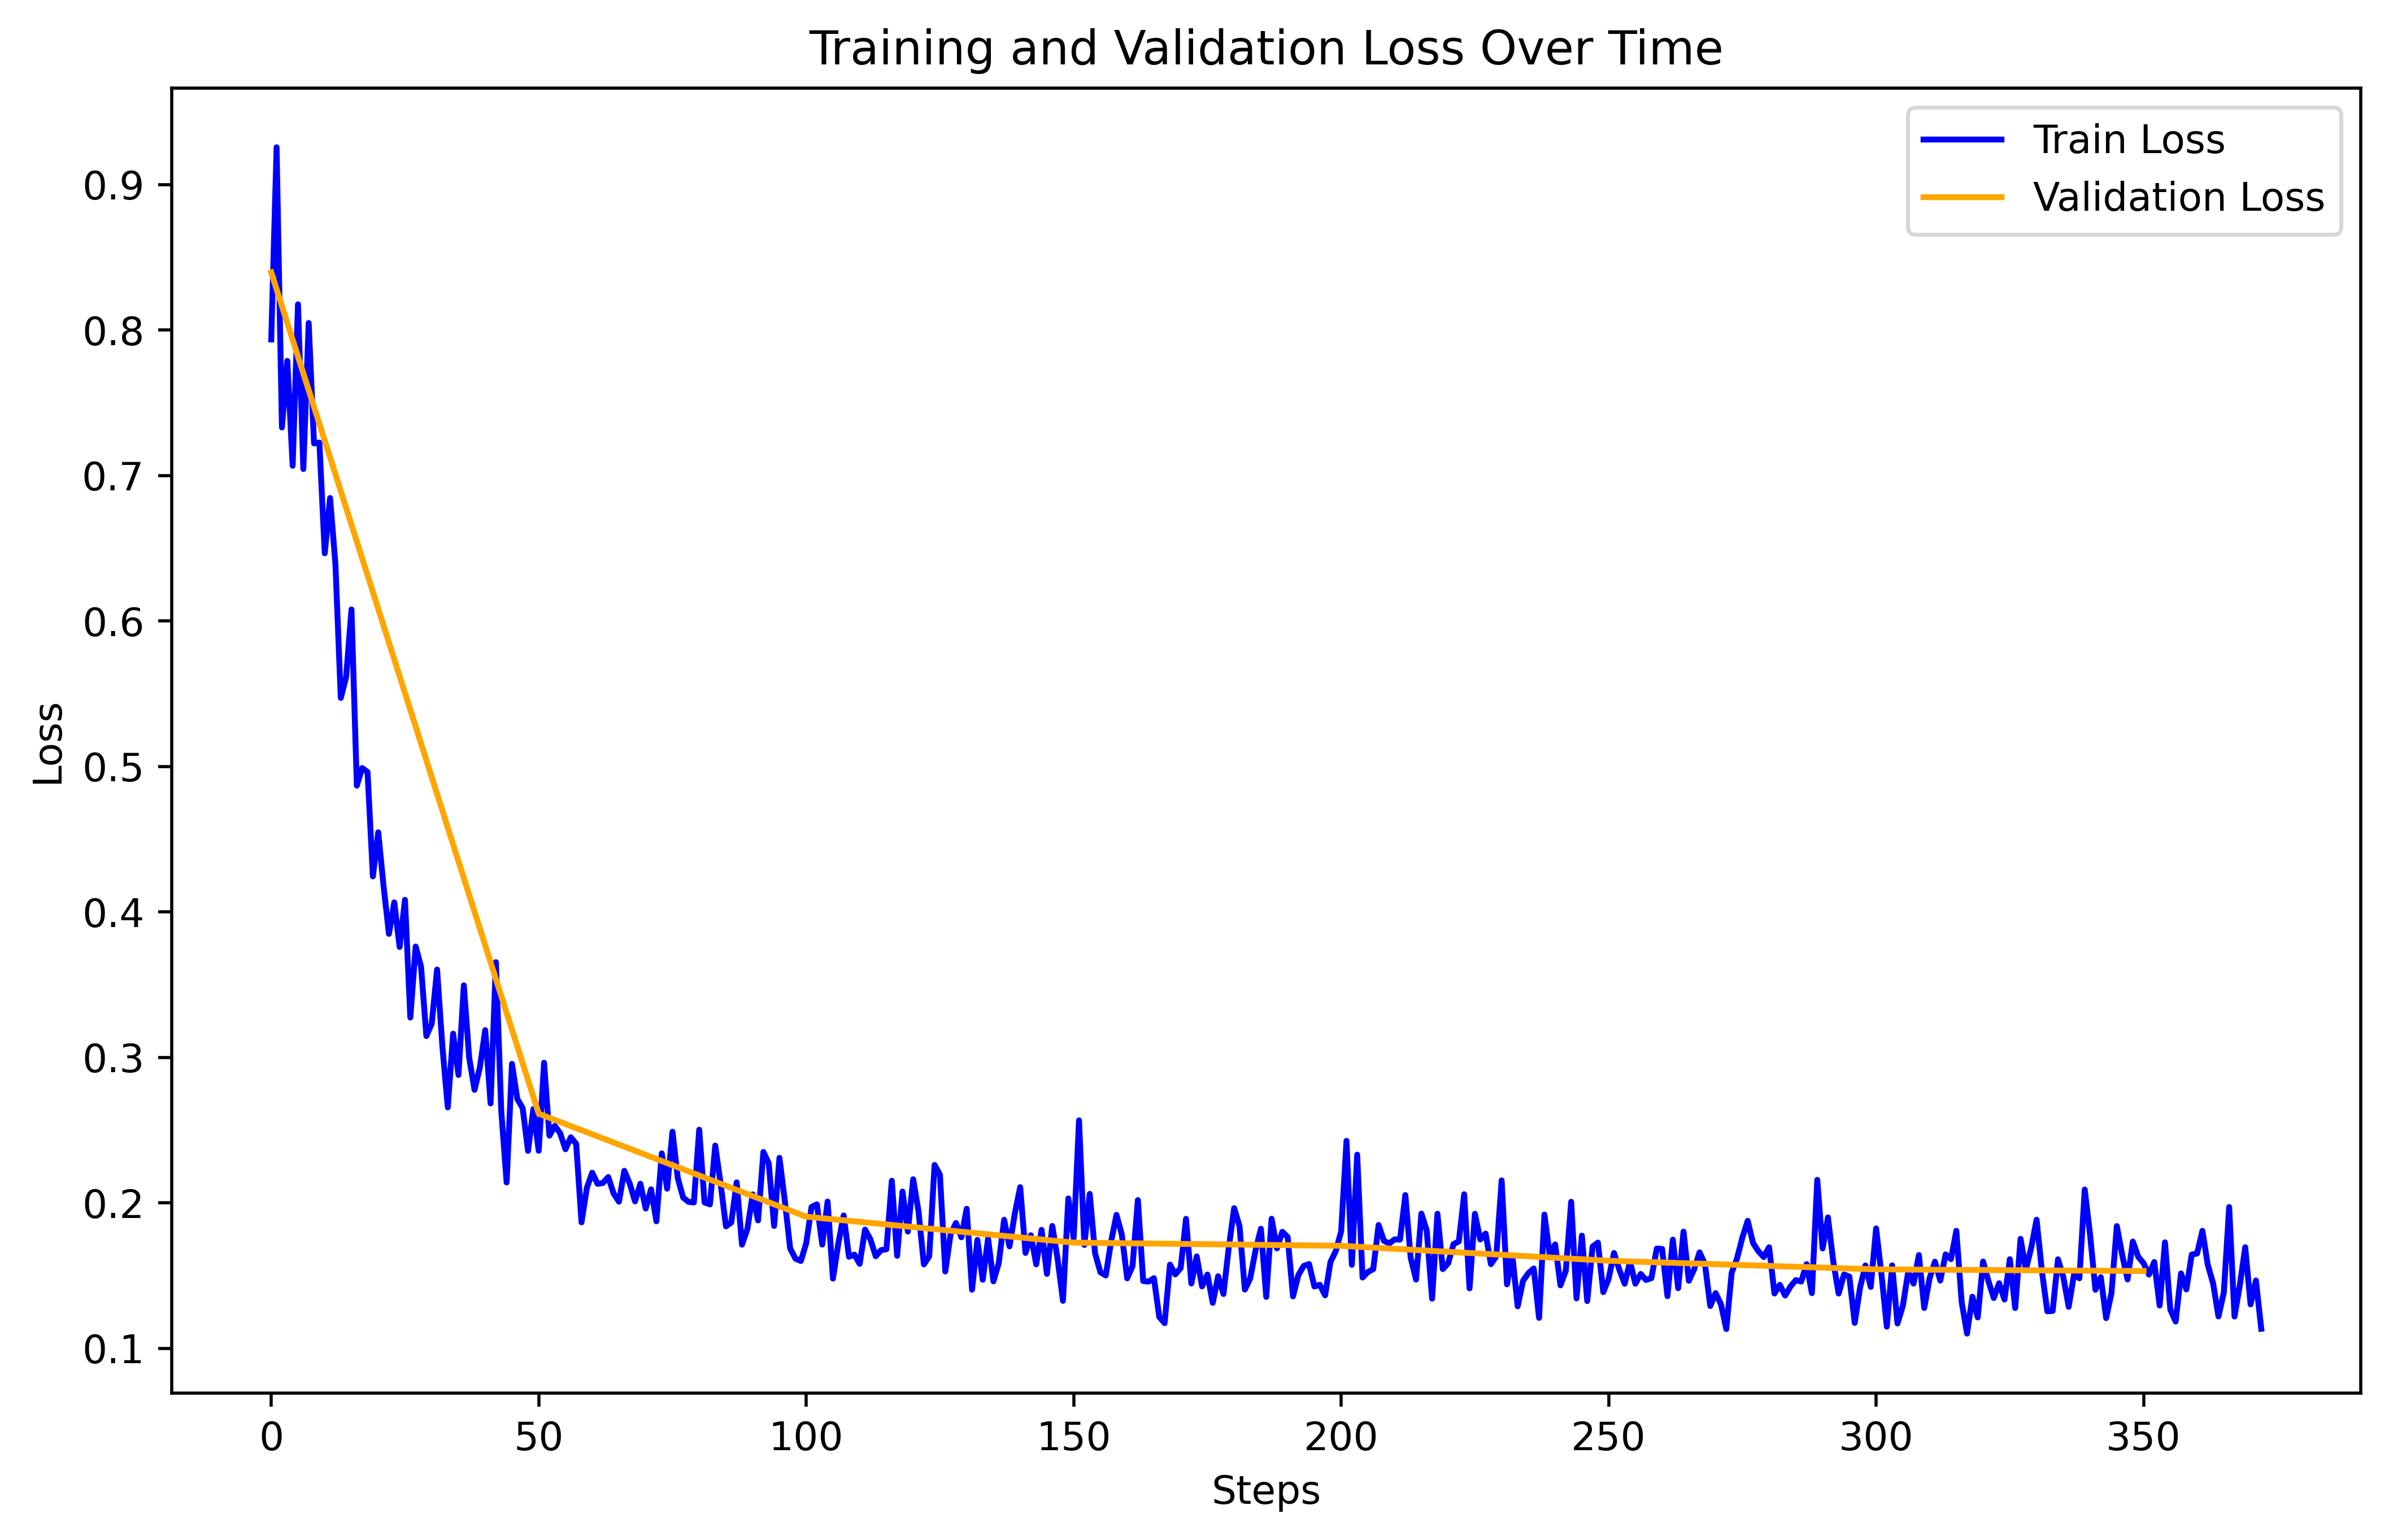 Training and Validation Loss Over Time
Train Loss
Validation Loss
0.9
0.8
0.7
0.6
0.5
0.4
0.3
0.2
0.1
Loss
0 50 100 150 200 250 300 350
Steps